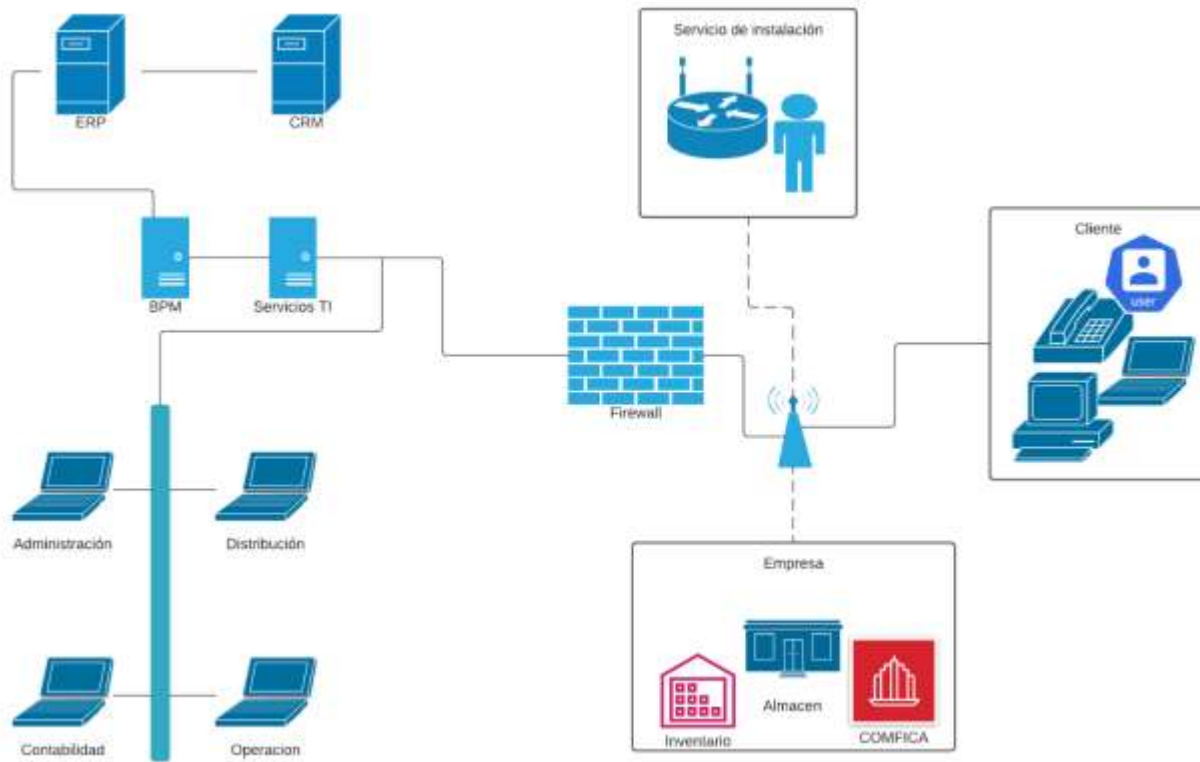 Servicio de instalación
ERP
CRM
Cliente
user
BPM
Servicios TI
Firewall
Administración
Distribución
Empresa
Almacen
Inventario
COMFICA
Contabilidad
Operacion